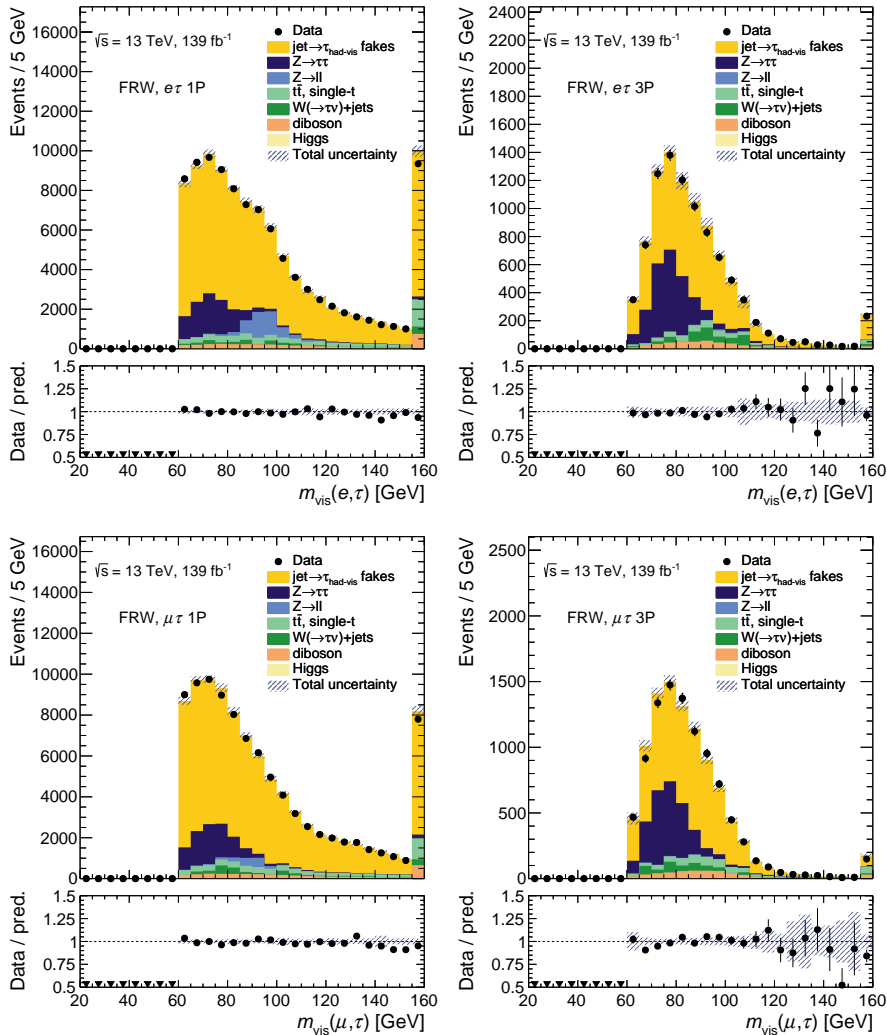 Events / 5 GeV
16000
14000
12000
10000
8000
6000
4000
2000
0
√s = 13 TeV, 139 fb⁻¹
FRW, eτ 1P
Data
jet→τhad-vis fakes
Z→ττ
Z→ll
tt̄, single-t
W(→τν)+jets
diboson
Higgs
Total uncertainty
Data / pred.
1.5
1.25
1
0.75
0.5
20 40 60 80 100 120 140 160
mvis(e,τ) [GeV]
Events / 5 GeV
2400
2200
2000
1800
1600
1400
1200
1000
800
600
400
200
0
√s = 13 TeV, 139 fb⁻¹
FRW, eτ 3P
Data
jet→τhad-vis fakes
Z→ττ
Z→ll
tt̄, single-t
W(→τν)+jets
diboson
Higgs
Total uncertainty
Data / pred.
1.5
1.25
1
0.75
0.5
20 40 60 80 100 120 140 160
mvis(e,τ) [GeV]
Events / 5 GeV
16000
14000
12000
10000
8000
6000
4000
2000
0
√s = 13 TeV, 139 fb⁻¹
FRW, μτ 1P
Data
jet→τhad-vis fakes
Z→ττ
Z→ll
tt̄, single-t
W(→τν)+jets
diboson
Higgs
Total uncertainty
Data / pred.
1.5
1.25
1
0.75
0.5
20 40 60 80 100 120 140 160
mvis(μ,τ) [GeV]
Events / 5 GeV
2500
2000
1500
1000
500
0
√s = 13 TeV, 139 fb⁻¹
FRW, μτ 3P
Data
jet→τhad-vis fakes
Z→ττ
Z→ll
tt̄, single-t
W(→τν)+jets
diboson
Higgs
Total uncertainty
Data / pred.
1.5
1.25
1
0.75
0.5
20 40 60 80 100 120 140 160
mvis(μ,τ) [GeV]